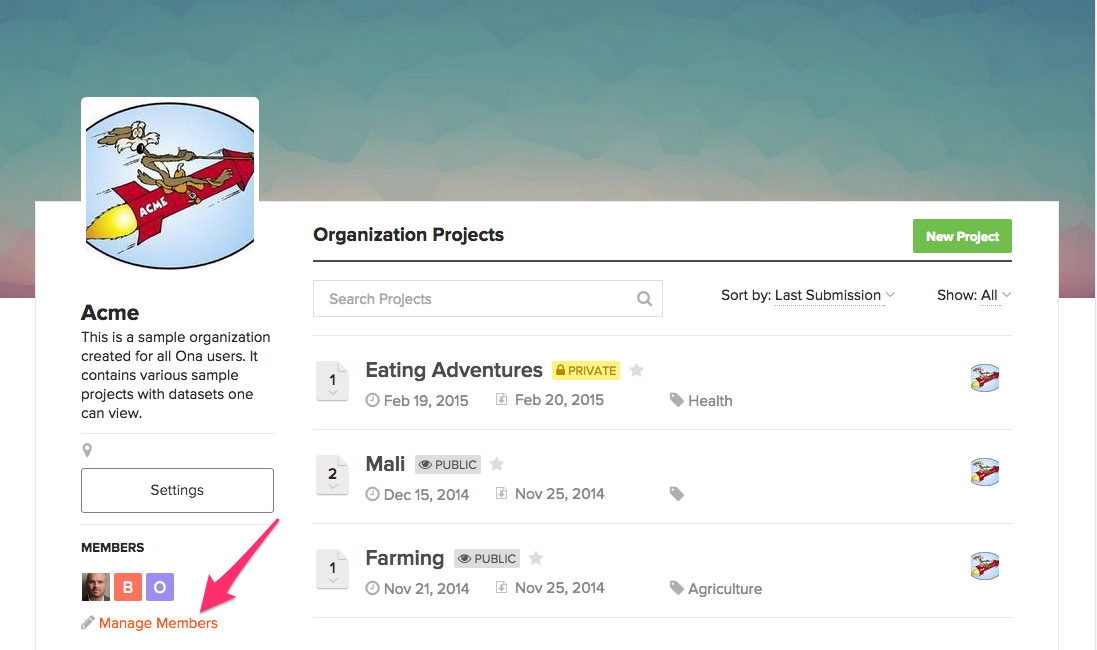 ACME
Acme
This is a sample organization
created for all Ona users. It
contains various sample
projects with datasets one
can view.
Settings
MEMBERS
B O
Manage Members
Organization Projects
New Project
Search Projects
Sort by: Last Submission
Show: All
1
Eating Adventures PRIVATE
Feb 19, 2015 Feb 20, 2015 Health
2
Mali PUBLIC
Dec 15, 2014 Nov 25, 2014
1
Farming PUBLIC
Nov 21, 2014 Nov 25, 2014 Agriculture